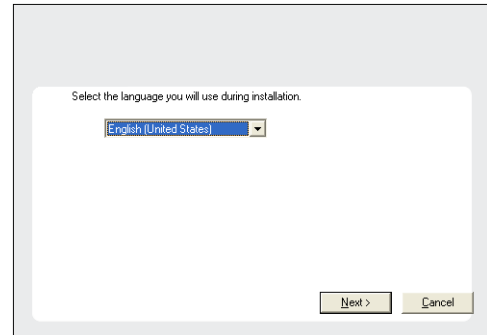 Select the language you will use during installation.
English (United States)
Next >
Cancel